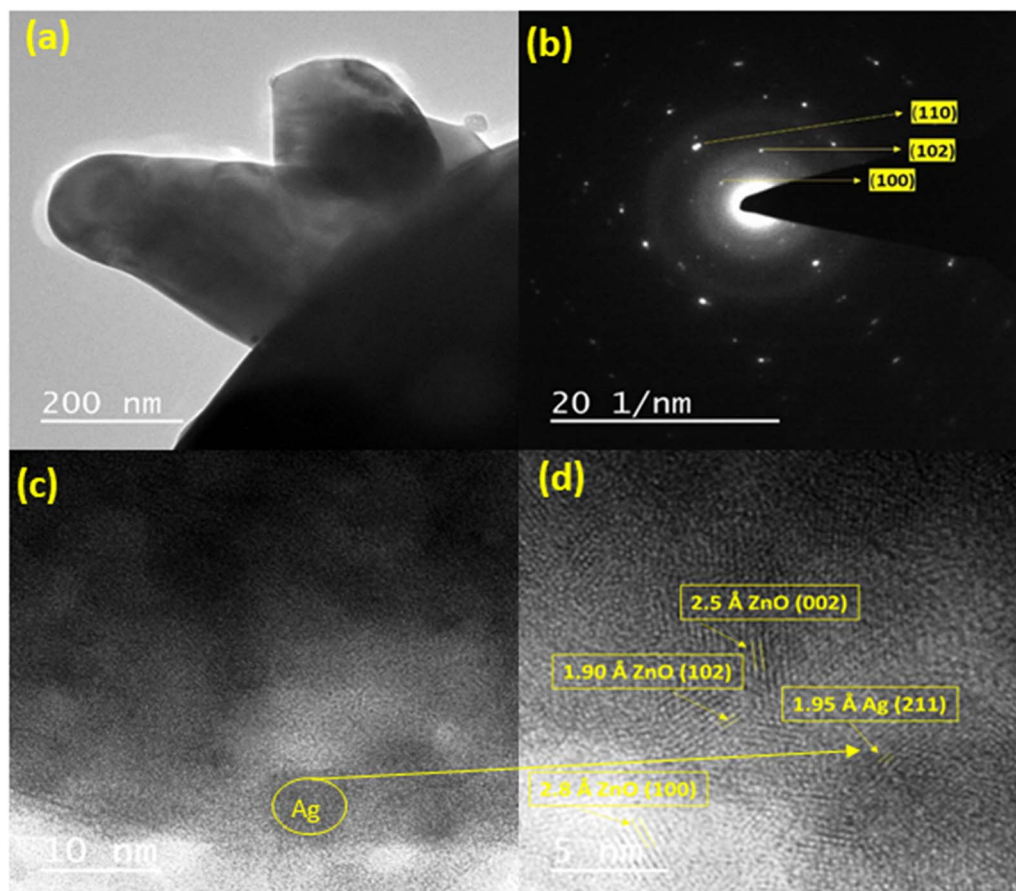 (a)
200 nm
(b)
(110)
(102)
(100)
20 1/nm
(c)
Ag
10 nm
(d)
2.5 Å ZnO (002)
1.90 Å ZnO (102)
1.95 Å Ag (211)
2.8 Å ZnO (100)
5 nm